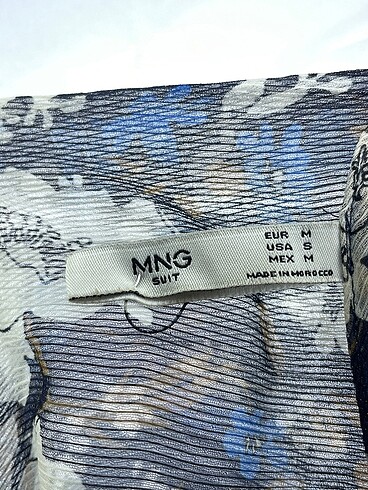 MNG
SUIT
EUR M
USA S
MEX M
MADE IN MOROCCO